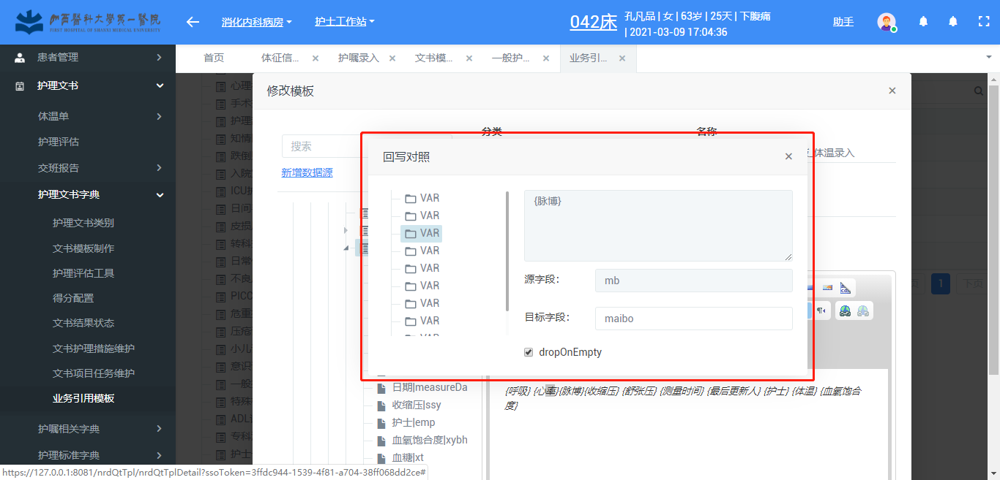 山西醫科大學第一醫院
FIRST HOSPITAL OF SHANXI MEDICAL UNIVERSITY
消化内科病房
护士工作站
042床
孔凡品 | 女 | 63岁 | 25天 | 下腹痛
| 2021-03-09 17:04:36
助手
患者管理
护理文书
体温单
护理评估
交班报告
护理文书字典
护理文书类别
文书模板制作
护理评估工具
得分配置
文书结果状态
文书护理措施维护
文书项目任务维护
业务引用模板
护嘱相关字典
护理标准字典
首页
体征信...
护嘱录入
文书模...
一般护...
业务引...
心理
手术
护理
知情
跌倒
入院
ICU护
日间
皮损
转科
日常
不良
PICC
危重
压疮
小儿
意识
一般
特殊
ADL
专科
护士
修改模板
搜索
新增数据源
分类
名称
体温录入
回写对照
VAR
VAR
VAR
VAR
VAR
VAR
VAR
VAR
VAR
{脉博}
源字段：
mb
目标字段：
maibo
dropOnEmpty
页
1
下页
日期|measureDa
收缩压|ssy
护士|emp
血氧饱合度|xybh
血糖|xt
{呼吸} {心率}{脉博}{收缩压} {舒张压} {测量时间} {最后更新人} {护士} {体温} {血氧饱合
度}
https://127.0.0.1:8081/nrdQtTpl/nrdQtTplDetail?ssoToken=3ffdc944-1539-4f81-a704-38ff068dd2ce#